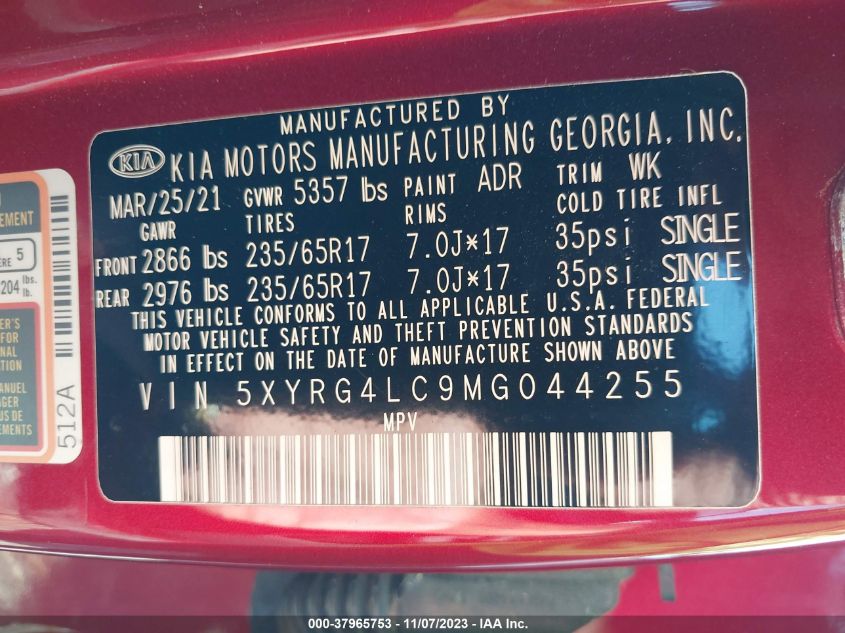 MANUFACTURED BY
KIA KIA MOTORS MANUFACTURING GEORGIA, INC.
MAR/25/21 GVWR 5357 lbs PAINT ADR TRIM WK
GAWR TIRES RIMS COLD TIRE INFL
FRONT 2866 lbs 235/65R17 7.0J*17 35psi SINGLE
REAR 2976 lbs 235/65R17 7.0J*17 35psi SINGLE
THIS VEHICLE CONFORMS TO ALL APPLICABLE U.S.A. FEDERAL
MOTOR VEHICLE SAFETY AND THEFT PREVENTION STANDARDS
IN EFFECT ON THE DATE OF MANUFACTURE SHOWN ABOVE
VIN 5XYRG4LC9MG044255
MPV
5
204 lbs.
lb.
512A
000-37965753 - 11/07/2023 - IAA, Inc.